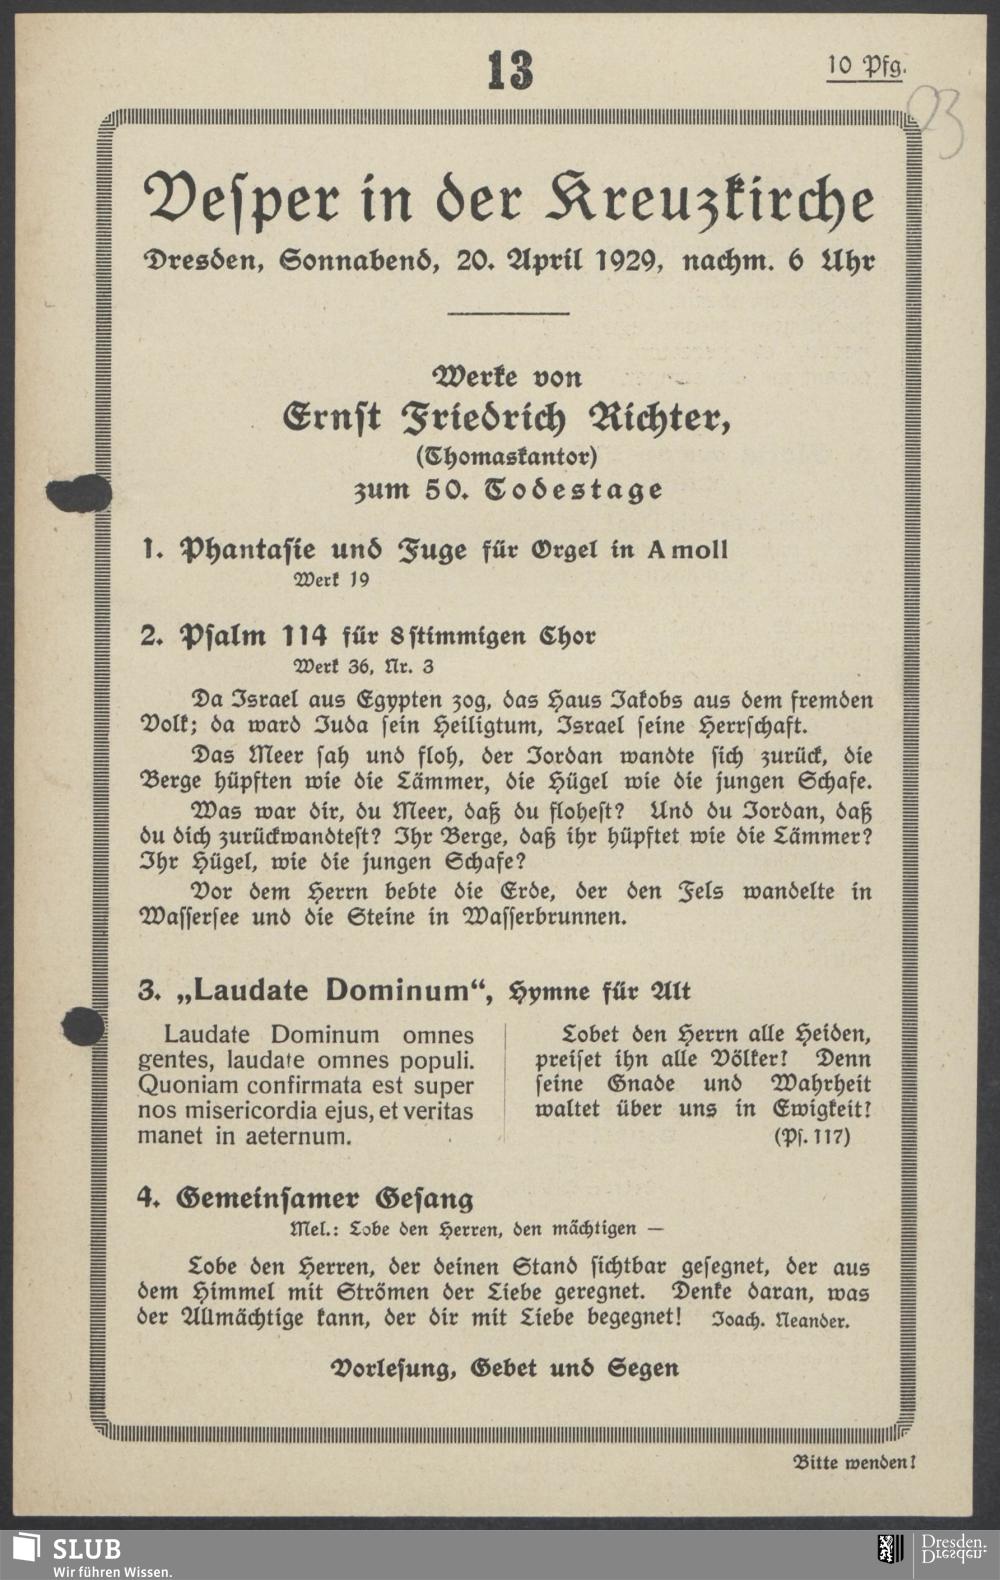 13
10 Pfg.
23
Vesper in der Kreuzkirche
Dresden, Sonnabend, 20. April 1929, nachm. 6 Uhr
Werke von
Ernst Friedrich Richter,
(Thomaskantor)
zum 50. Todestage
1. Phantasie und Fuge für Orgel in A moll
Werk 19
2. Psalm 114 für 8 stimmigen Chor
Werk 36, Nr. 3
Da Israel aus Egypten zog, das Haus Jakobs aus dem fremden
Volk; da ward Juda sein Heiligtum, Israel seine Herrschaft.
Das Meer sah und floh, der Jordan wandte sich zurück, die
Berge hüpften wie die Lämmer, die Hügel wie die jungen Schafe.
Was war dir, du Meer, daß du flohest? Und du Jordan, daß
du dich zurückwandtest? Ihr Berge, daß ihr hüpftet wie die Lämmer?
Ihr Hügel, wie die jungen Schafe?
Vor dem Herrn bebte die Erde, der den Fels wandelte in
Wassersee und die Steine in Wasserbrunnen.
3. „Laudate Dominum“, Hymne für Alt
Laudate Dominum omnes
gentes, laudate omnes populi.
Quoniam confirmata est super
nos misericordia ejus, et veritas
manet in aeternum.
Lobet den Herrn alle Heiden,
preiset ihn alle Völker! Denn
seine Gnade und Wahrheit
waltet über uns in Ewigkeit!
(Ps. 117)
4. Gemeinsamer Gesang
Mel.: Lobe den Herren, den mächtigen —
Lobe den Herren, der deinen Stand sichtbar gesegnet, der aus
dem Himmel mit Strömen der Liebe geregnet. Denke daran, was
der Allmächtige kann, der dir mit Liebe begegnet! Joach. Neander.
Vorlesung, Gebet und Segen
Bitte wenden!
SLUB
Wir führen Wissen.
Dresden.
Dresden.